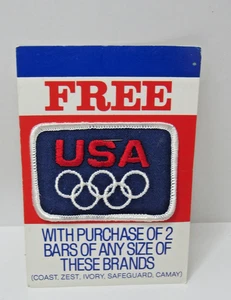 FREE
USA
WITH PURCHASE OF 2
BARS OF ANY SIZE OF
THESE BRANDS
(COAST, ZEST, IVORY, SAFEGUARD, CAMAY)